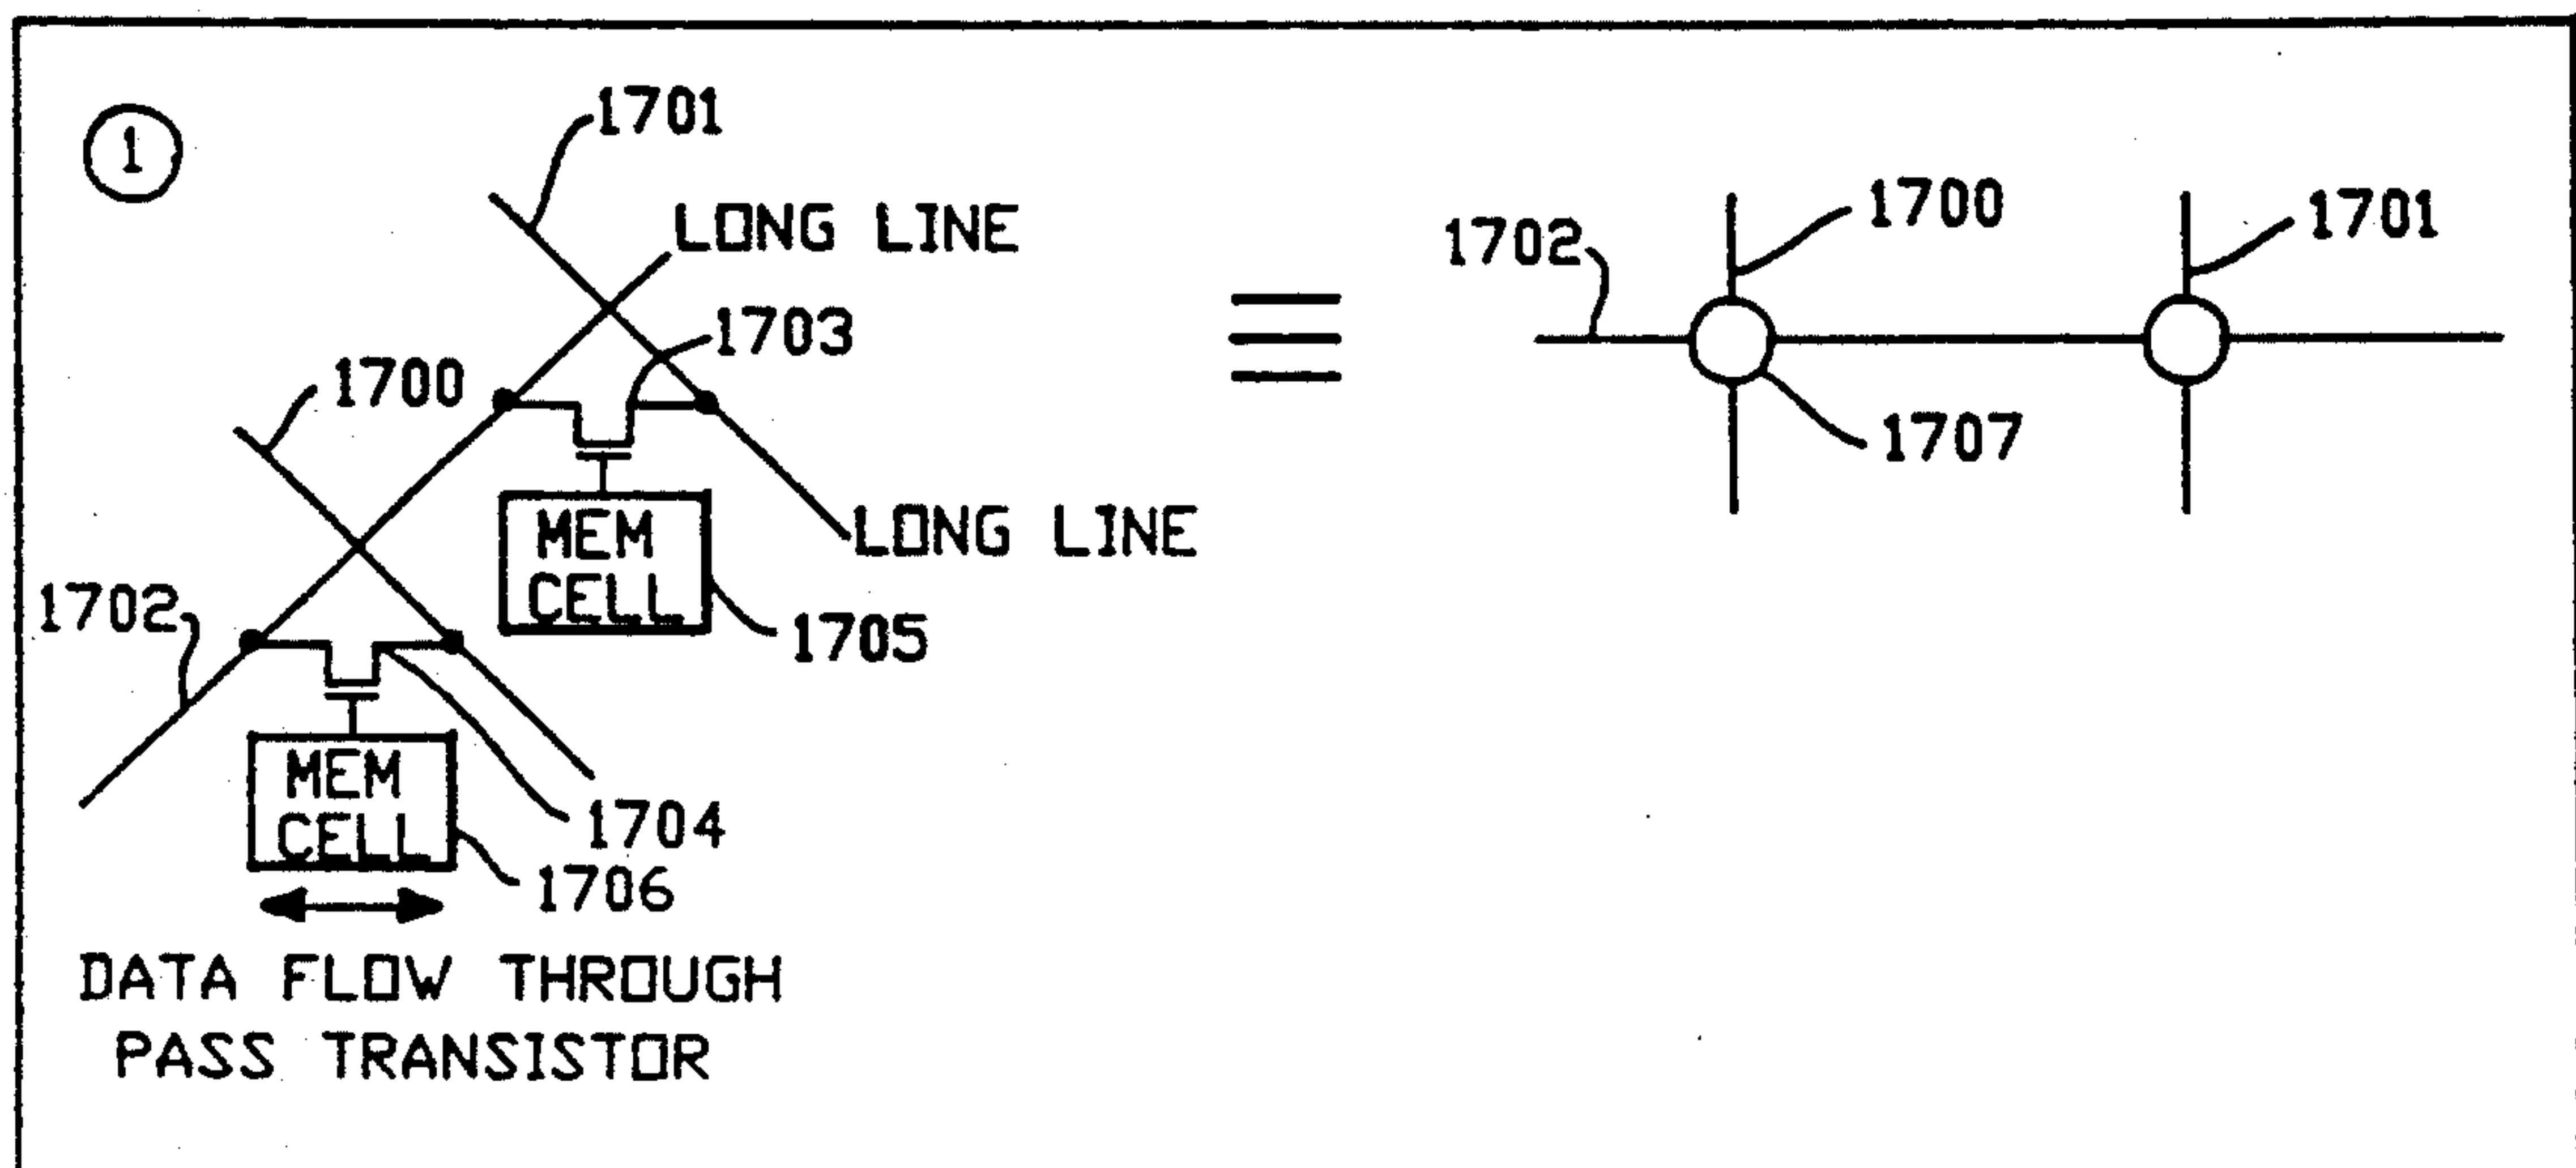 1
1701
LONG LINE
1703
1700
LONG LINE
MEM
CELL
1705
1702
MEM
CELL
1704
1706
DATA FLOW THROUGH
PASS TRANSISTOR
1702
1700
1701
1707